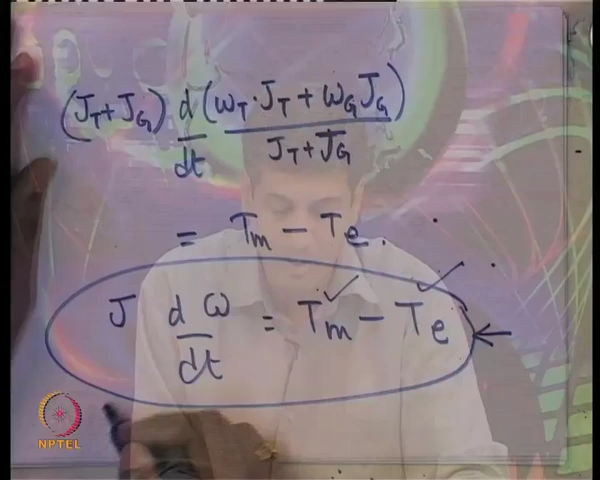 (J_T + J_G) d/dt (ω_T · J_T + ω_G J_G) / (J_T + J_G)
= T_m − T_e .
J dω/dt = T_m − T_e
NPTEL